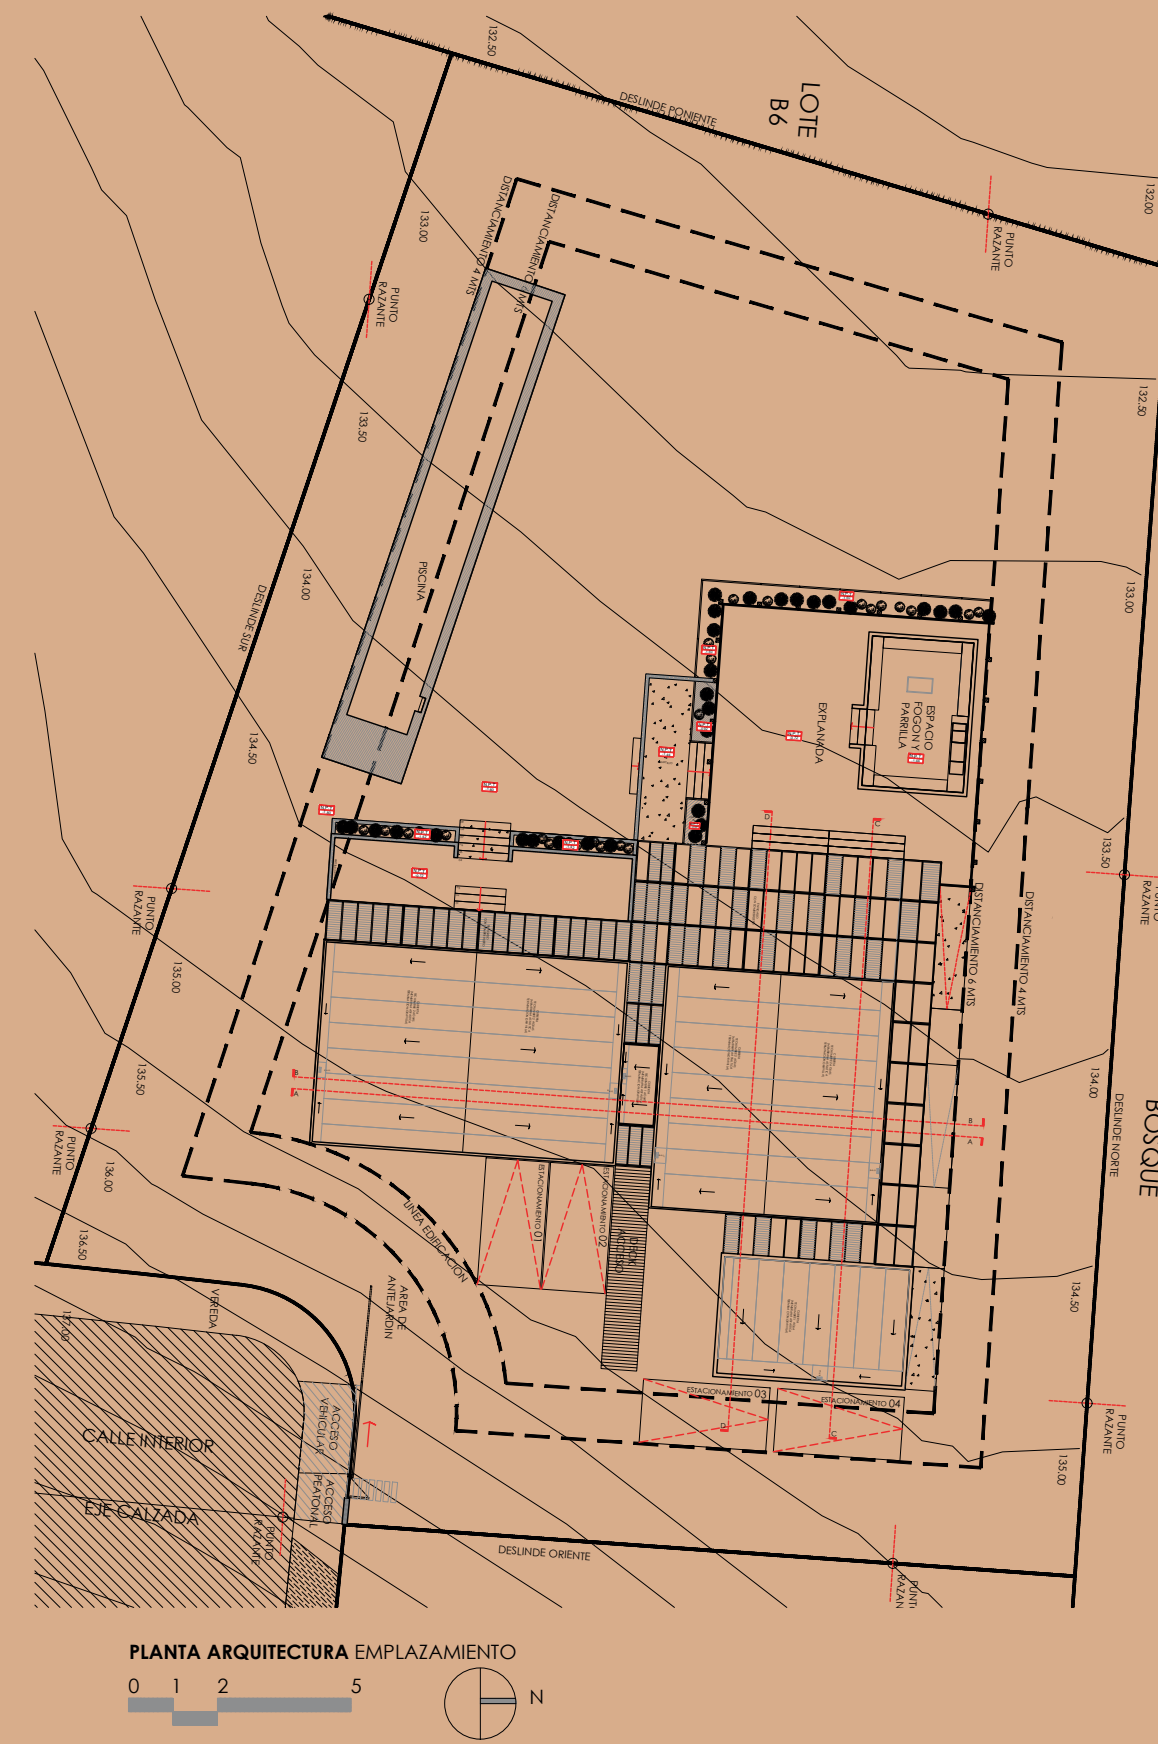 132.50
DESLINDE PONIENTE
LOTE
B6
132.00
PUNTO
RAZANTE
133.00
DISTANCIAMIENTO 4 MTS
DISTANCIAMIENTO 6 MTS
PUNTO
RAZANTE
132.50
133.50
PISCINA
134.00
133.00
DESLINDE SUR
ESPACIO
FOGON Y
PARRILLA
EXPLANADA
134.50
133.50
PUNTO
RAZANTE
PUNTO
RAZANTE
DISTANCIAMIENTO 6 MTS
DISTANCIAMIENTO 4 MTS
D
C
135.00
135.50
B
A
B
A
134.00
DESLINDE NORTE
BOSQUE
PUNTO
RAZANTE
136.00
136.50
LINEA EDIFICACION
ESTACIONAMIENTO 01
ESTACIONAMIENTO 02
DECK
ACCESO
134.50
137.00
VEREDA
AREA DE
ANTEJARDIN
ESTACIONAMIENTO 03
ESTACIONAMIENTO 04
D
C
PUNTO
RAZANTE
135.00
CALLE INTERIOR
ACCESO
VEHICULAR
EJE CALZADA
ACCESO
PEATONAL
PUNTO
RAZANTE
DESLINDE ORIENTE
PUNT
RAZAN
PLANTA ARQUITECTURA EMPLAZAMIENTO
0 1 2 5
N